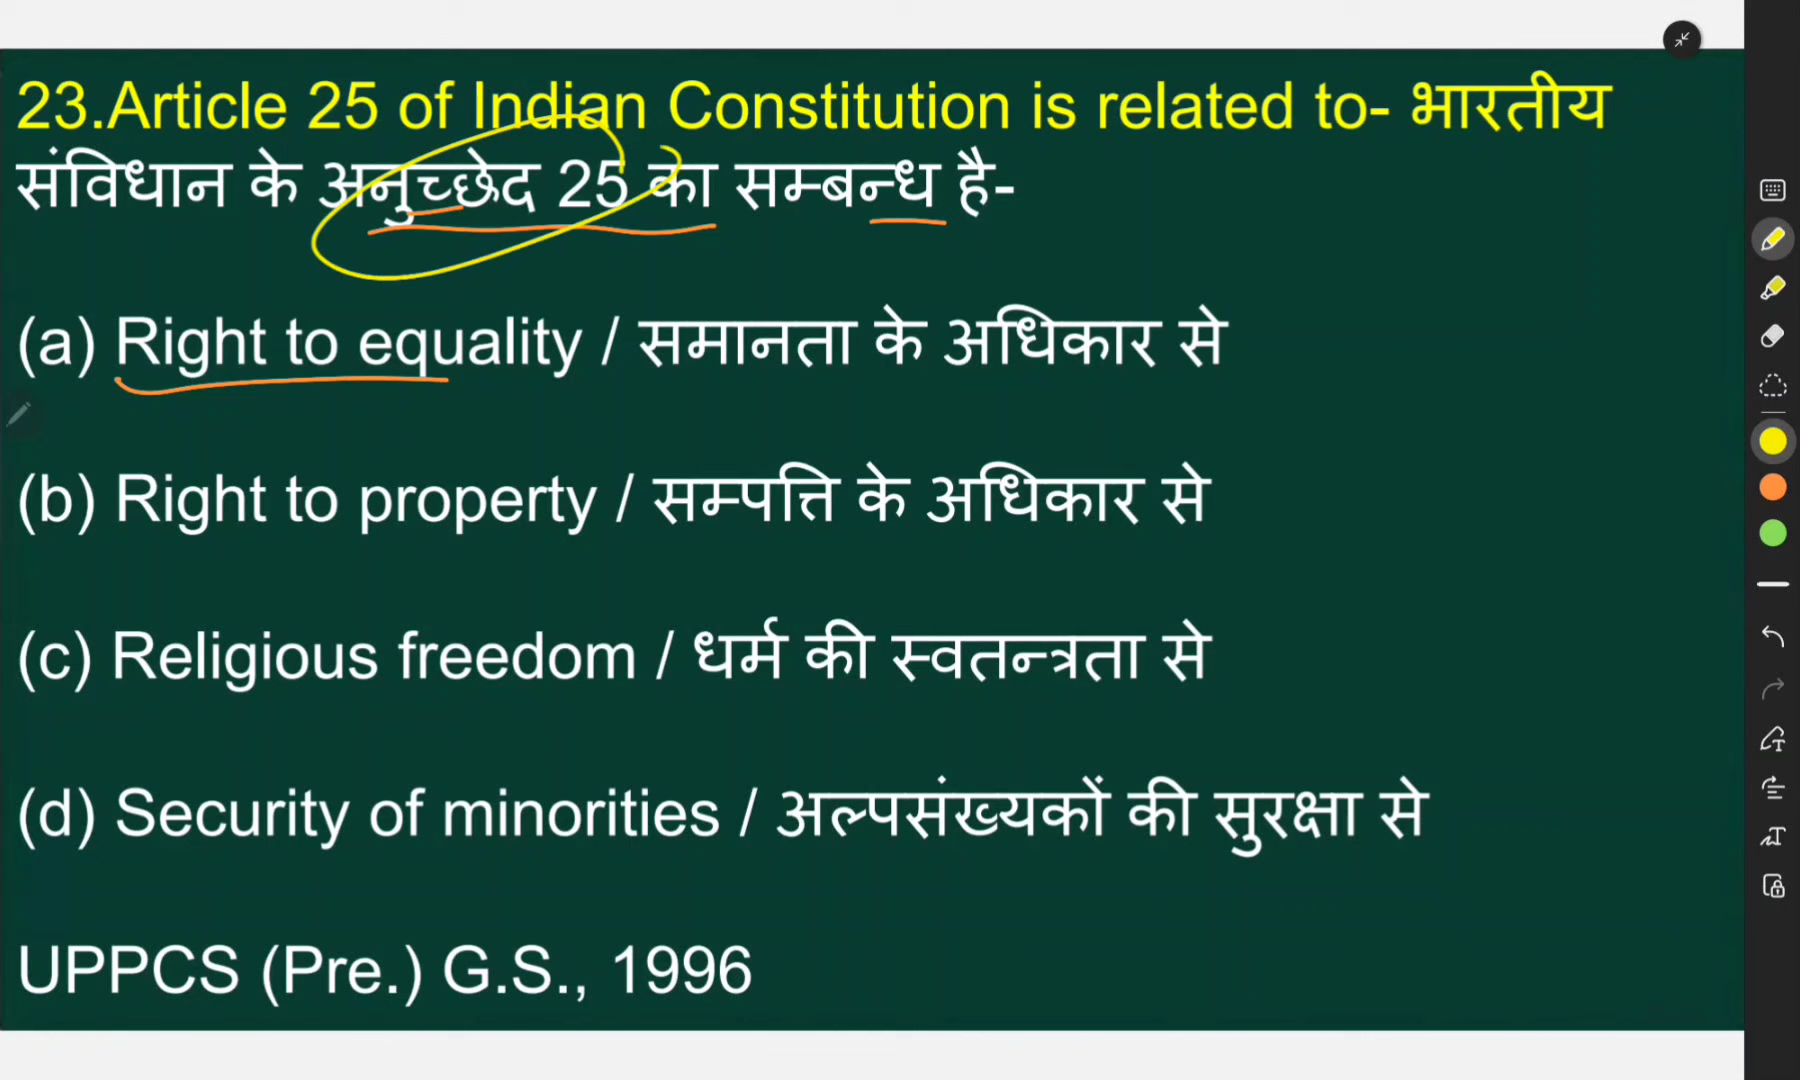 23.Article 25 of Indian Constitution is related to- भारतीय
संविधान के अनुच्छेद 25 का सम्बन्ध है-
(a) Right to equality / समानता के अधिकार से
(b) Right to property / सम्पत्ति के अधिकार से
(c) Religious freedom / धर्म की स्वतन्त्रता से
(d) Security of minorities / अल्पसंख्यकों की सुरक्षा से
UPPCS (Pre.) G.S., 1996